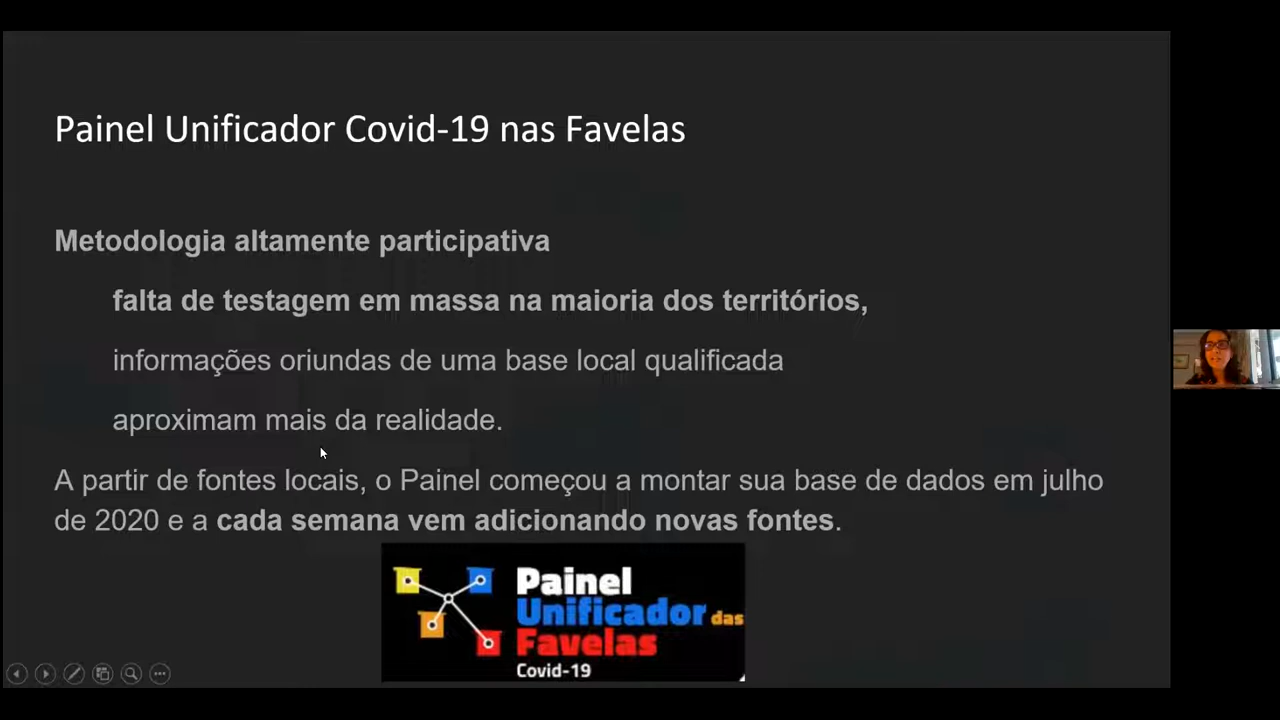 Painel Unificador Covid-19 nas Favelas
Metodologia altamente participativa
falta de testagem em massa na maioria dos territórios,
informações oriundas de uma base local qualificada
aproximam mais da realidade.
A partir de fontes locais, o Painel começou a montar sua base de dados em julho
de 2020 e a cada semana vem adicionando novas fontes.
Painel
Unificador das
Favelas
Covid-19